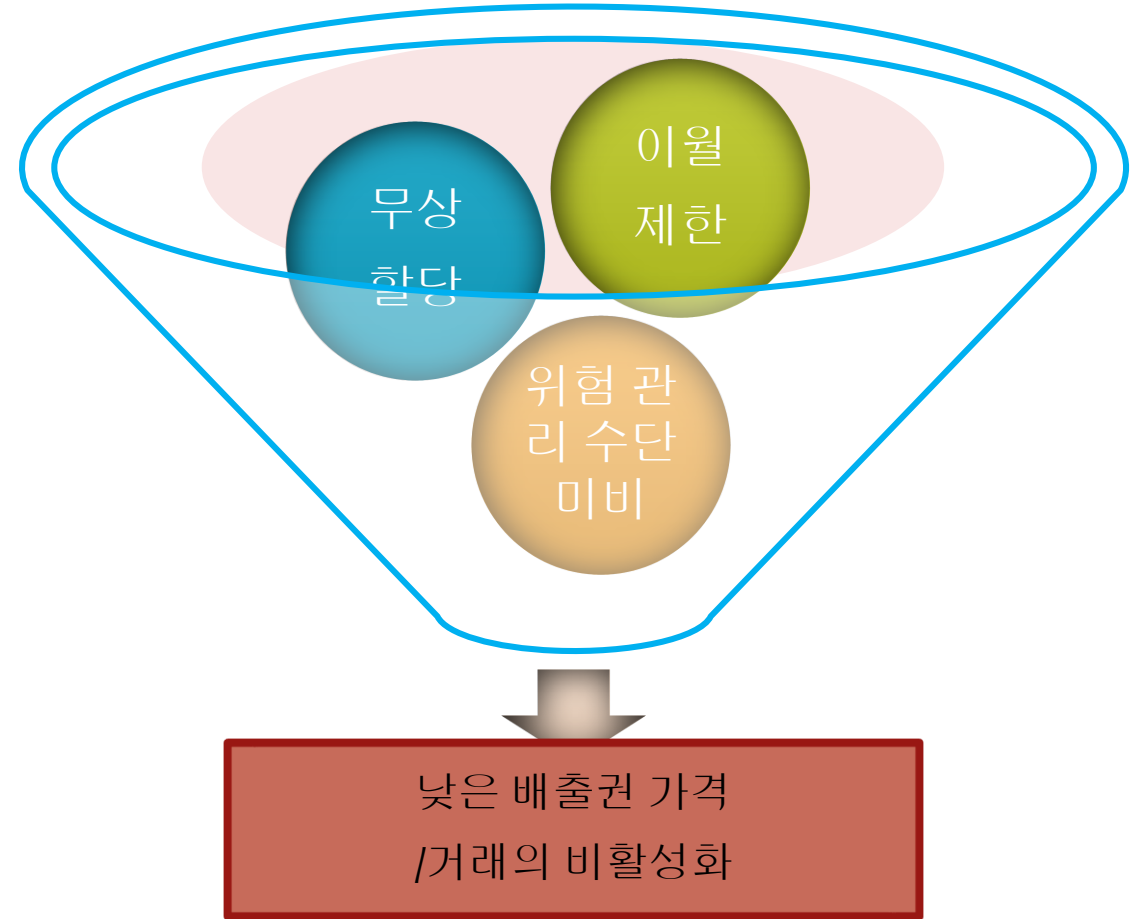 무상
할당
이월
제한
위험 관
리 수단
미비
낮은 배출권 가격
/거래의 비활성화